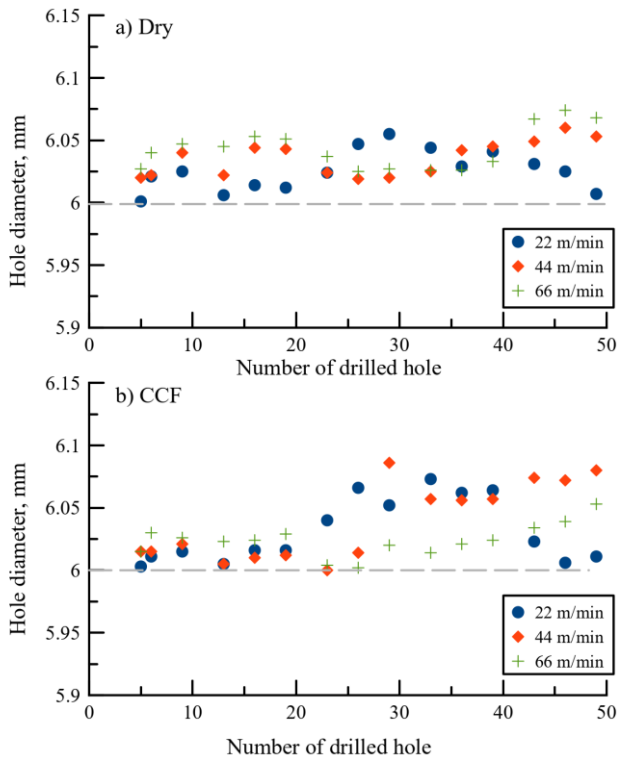 a) Dry
Hole diameter, mm
6.15
6.1
6.05
6
5.95
5.9
22 m/min
44 m/min
66 m/min
0 10 20 30 40 50
Number of drilled hole
b) CCF
Hole diameter, mm
6.15
6.1
6.05
6
5.95
5.9
22 m/min
44 m/min
66 m/min
0 10 20 30 40 50
Number of drilled hole